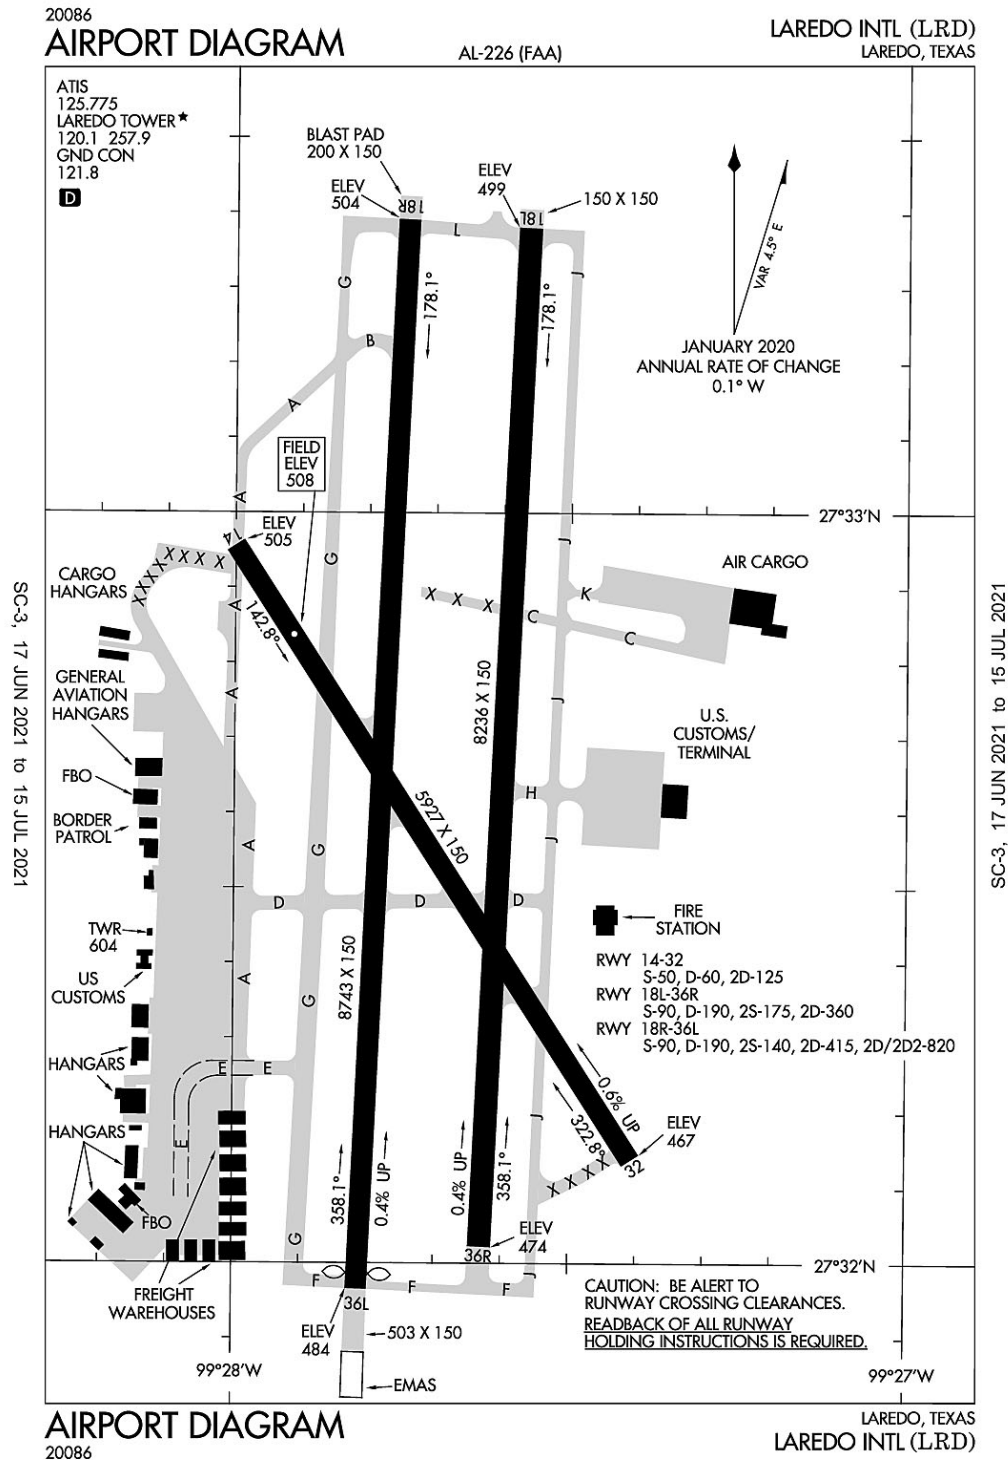 20086
AIRPORT DIAGRAM
AL-226 (FAA)
LAREDO INTL (LRD)
LAREDO, TEXAS
ATIS
125.775
LAREDO TOWER★
120.1 257.9
GND CON
121.8
D
BLAST PAD
200 X 150
ELEV
504
18R
ELEV
499
18L
150 X 150
VAR 4.5° E
JANUARY 2020
ANNUAL RATE OF CHANGE
0.1° W
L
G
J
178.1°
178.1°
B
A
FIELD
ELEV
508
A
ELEV
505
14
27°33'N
G
J
X X X X X X X X
CARGO
HANGARS
A
142.8°
X X X
C
C
K
AIR CARGO
GENERAL
AVIATION
HANGARS
A
8236 X 150
J
U.S.
CUSTOMS/
TERMINAL
FBO
BORDER
PATROL
A
G
5927 X 150
H
J
D
D
D
TWR
604
FIRE
STATION
US
CUSTOMS
A
G
8743 X 150
RWY 14-32
S-50, D-60, 2D-125
RWY 18L-36R
S-90, D-190, 2S-175, 2D-360
RWY 18R-36L
S-90, D-190, 2S-140, 2D-415, 2D/2D2-820
HANGARS
E
E
E
HANGARS
0.6% UP
322.8°
ELEV
467
32
J
X X X X
358.1°
0.4% UP
0.4% UP
358.1°
FBO
G
ELEV
474
36R
27°32'N
FREIGHT
WAREHOUSES
F
F
F
J
36L
ELEV
484
503 X 150
EMAS
CAUTION: BE ALERT TO
RUNWAY CROSSING CLEARANCES.
READBACK OF ALL RUNWAY
HOLDING INSTRUCTIONS IS REQUIRED.
99°28'W
99°27'W
SC-3, 17 JUN 2021 to 15 JUL 2021
SC-3, 17 JUN 2021 to 15 JUL 2021
AIRPORT DIAGRAM
20086
LAREDO, TEXAS
LAREDO INTL (LRD)